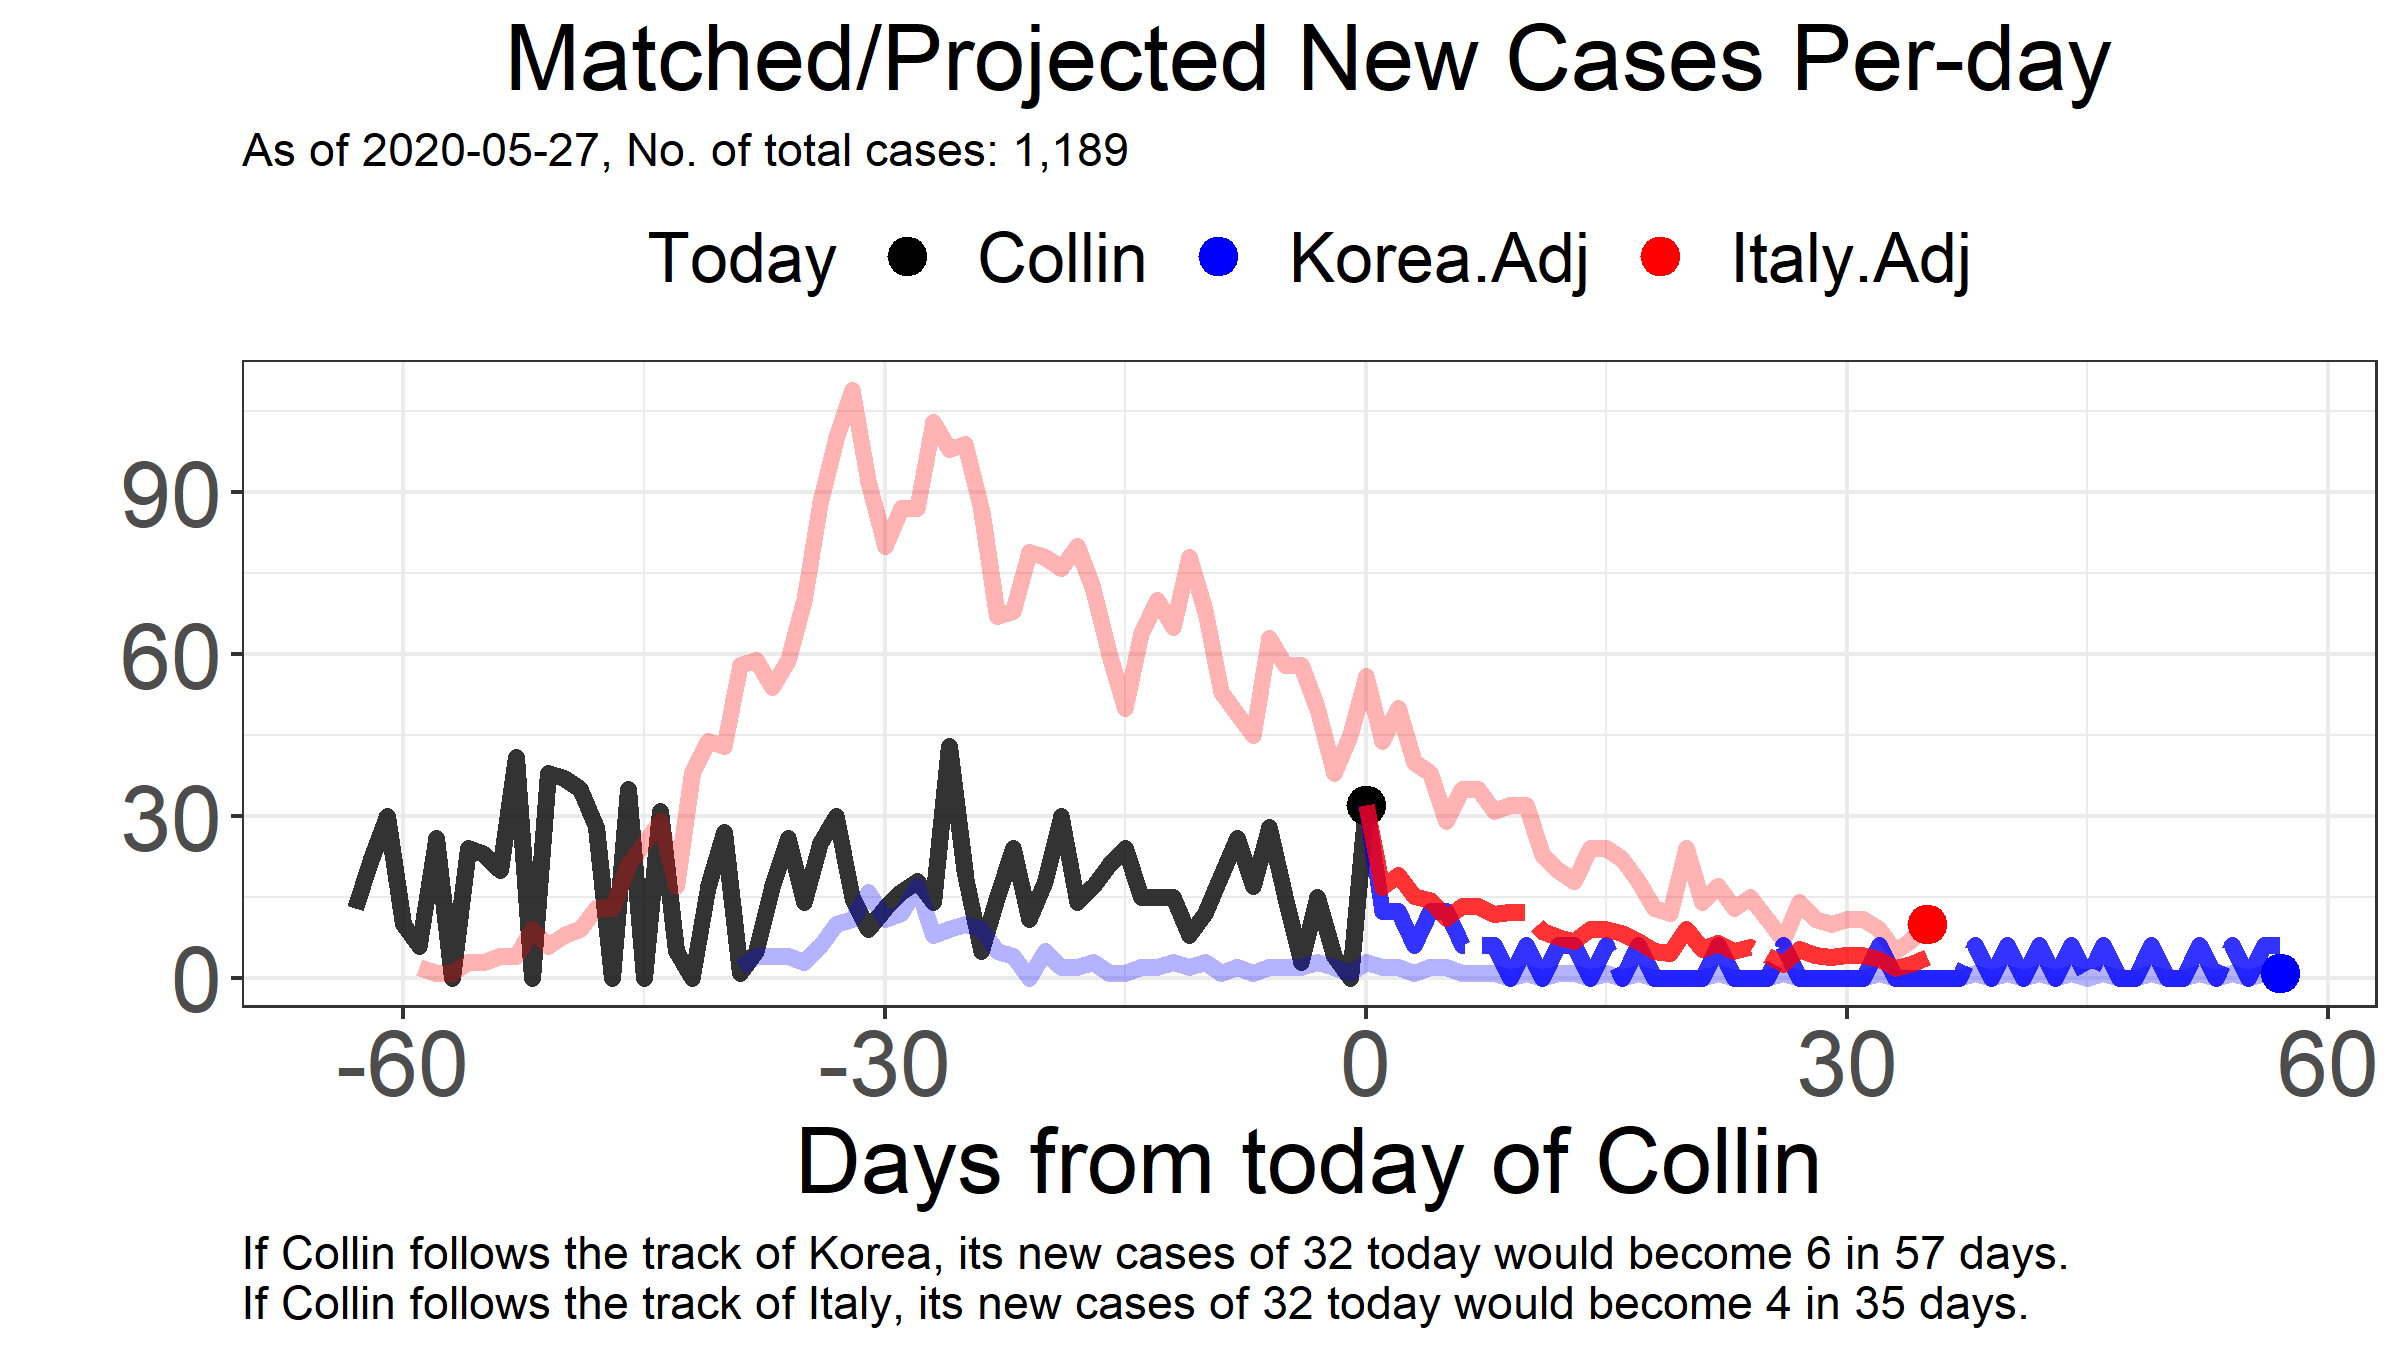 Matched/Projected New Cases Per-day
As of 2020-05-27, No. of total cases: 1,189
Today Collin Korea.Adj Italy.Adj
90
60
30
0
-60 -30 0 30 60
Days from today of Collin
If Collin follows the track of Korea, its new cases of 32 today would become 6 in 57 days.
If Collin follows the track of Italy, its new cases of 32 today would become 4 in 35 days.